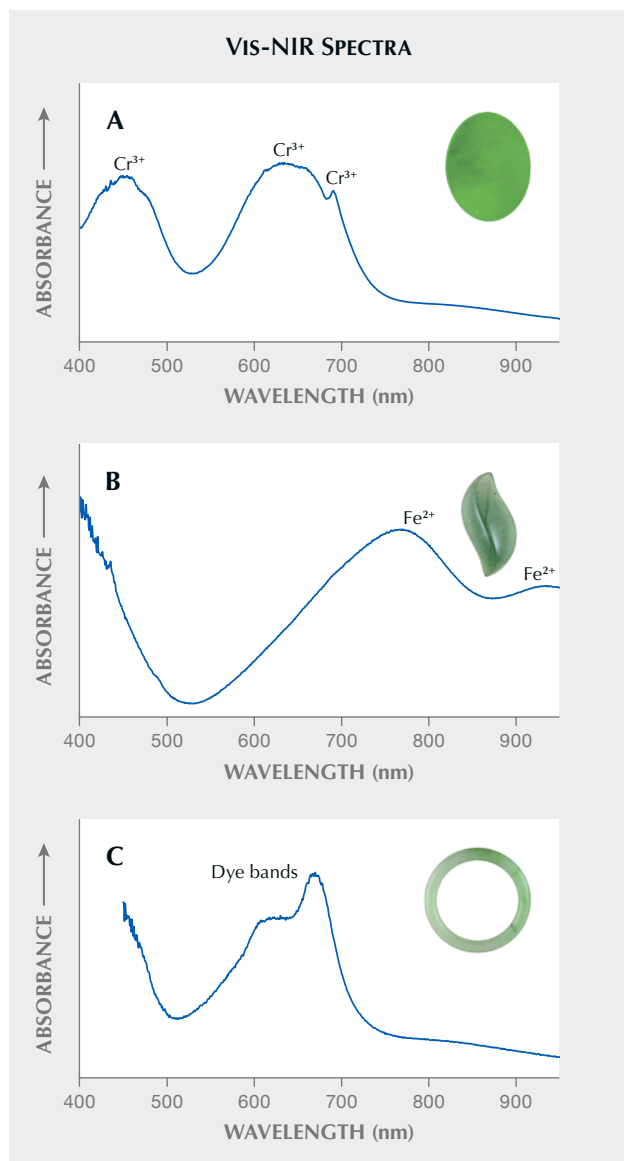 VIS-NIR SPECTRA
A
Cr³⁺
Cr³⁺
Cr³⁺
ABSORBANCE
400 500 600 700 800 900
WAVELENGTH (nm)
B
Fe²⁺
Fe²⁺
ABSORBANCE
400 500 600 700 800 900
WAVELENGTH (nm)
C
Dye bands
ABSORBANCE
400 500 600 700 800 900
WAVELENGTH (nm)